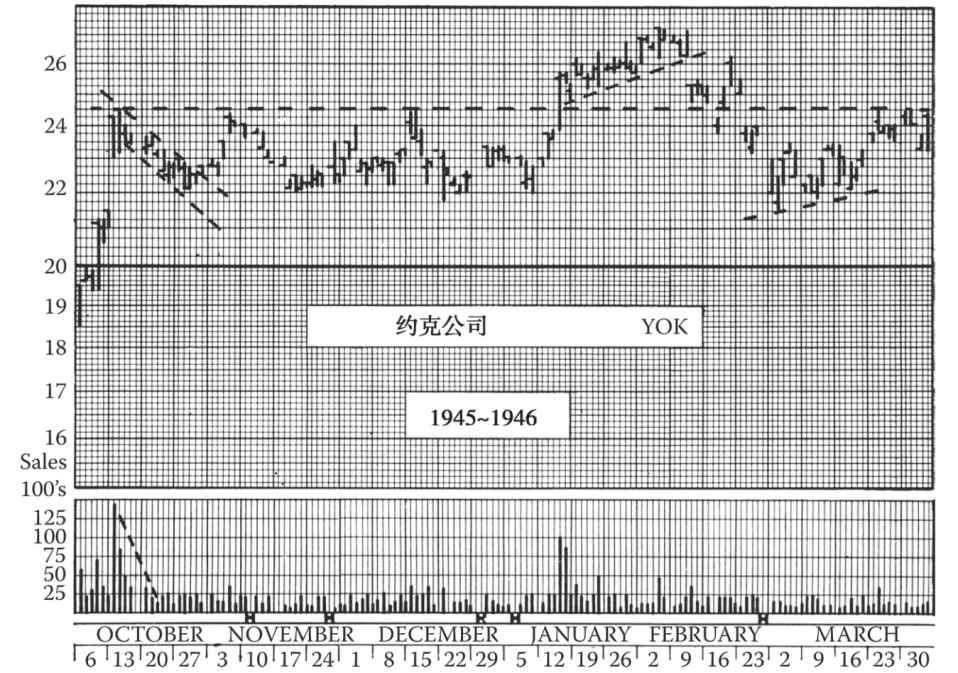 26
24
22
20
19
约克公司 YOK
18
17
1945~1946
16
Sales
100's
125
100
75
50
25
OCTOBER NOVEMBER DECEMBER JANUARY FEBRUARY MARCH
6 13 20 27 3 10 17 24 1 8 15 22 29 5 12 19 26 2 9 16 23 2 9 16 23 30